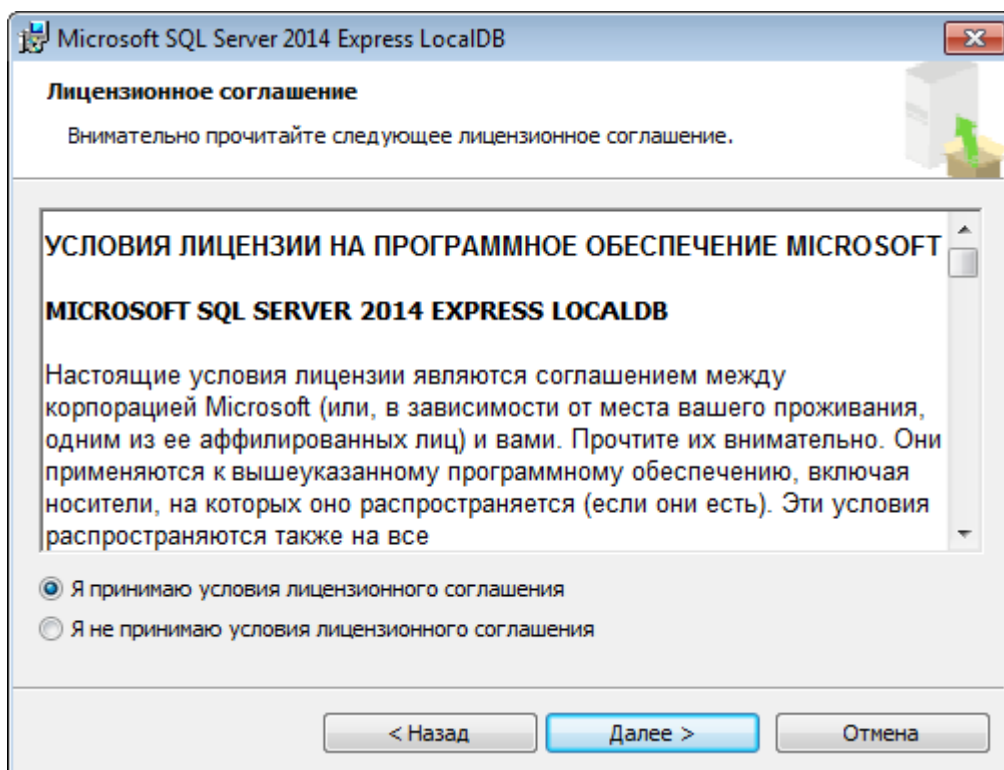 Microsoft SQL Server 2014 Express LocalDB
Лицензионное соглашение
Внимательно прочитайте следующее лицензионное соглашение.
УСЛОВИЯ ЛИЦЕНЗИИ НА ПРОГРАММНОЕ ОБЕСПЕЧЕНИЕ MICROSOFT
MICROSOFT SQL SERVER 2014 EXPRESS LOCALDB
Настоящие условия лицензии являются соглашением между
корпорацией Microsoft (или, в зависимости от места вашего проживания,
одним из ее аффилированных лиц) и вами. Прочтите их внимательно. Они
применяются к вышеуказанному программному обеспечению, включая
носители, на которых оно распространяется (если они есть). Эти условия
распространяются также на все
Я принимаю условия лицензионного соглашения
Я не принимаю условия лицензионного соглашения
< Назад
Далее >
Отмена